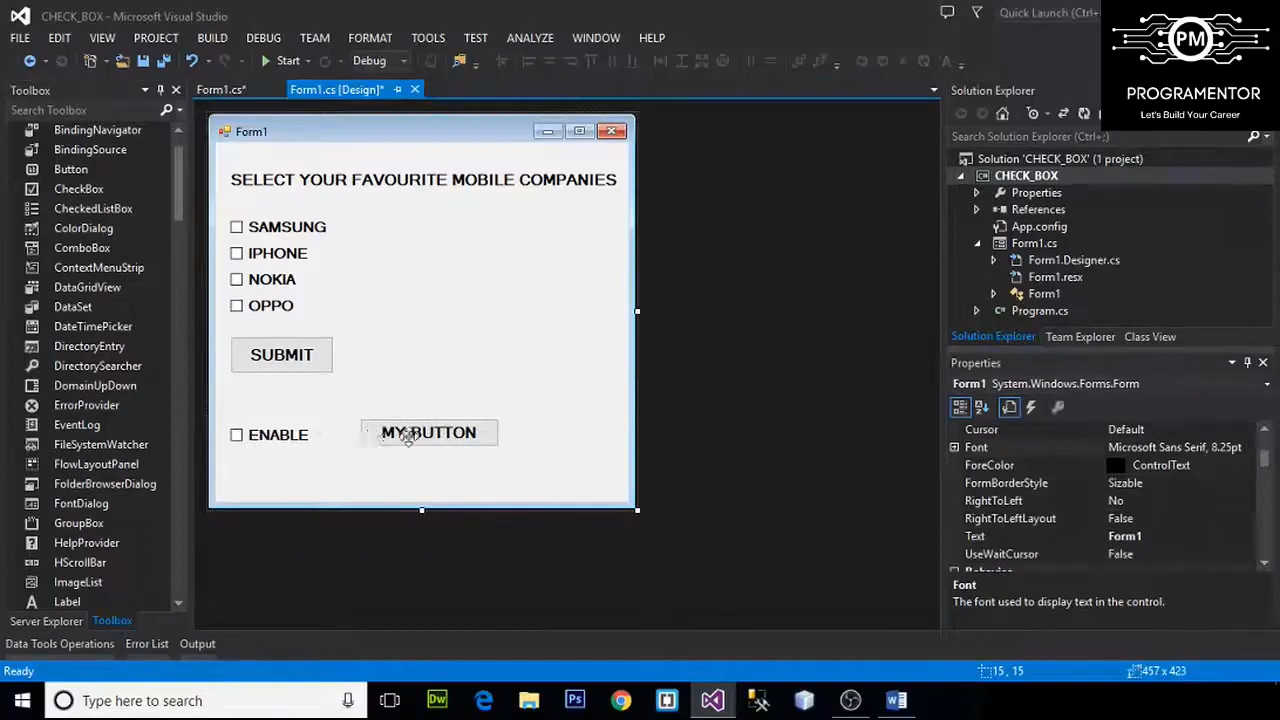 CHECK_BOX - Microsoft Visual Studio
Quick Launch (Ctrl+
FILE EDIT VIEW PROJECT BUILD DEBUG TEAM FORMAT TOOLS TEST ANALYZE WINDOW HELP
Start Debug
PM
PROGRAMENTOR
Let's Build Your Career
Toolbox
Search Toolbox
BindingNavigator
BindingSource
Button
CheckBox
CheckedListBox
ColorDialog
ComboBox
ContextMenuStrip
DataGridView
DataSet
DateTimePicker
DirectoryEntry
DirectorySearcher
DomainUpDown
ErrorProvider
EventLog
FileSystemWatcher
FlowLayoutPanel
FolderBrowserDialog
FontDialog
GroupBox
HelpProvider
HScrollBar
ImageList
Label
Server Explorer Toolbox
Form1.cs* Form1.cs [Design]*
Form1
SELECT YOUR FAVOURITE MOBILE COMPANIES
SAMSUNG
IPHONE
NOKIA
OPPO
SUBMIT
ENABLE MY BUTTON
Solution Explorer
Search Solution Explorer (Ctrl+;)
Solution 'CHECK_BOX' (1 project)
CHECK_BOX
Properties
References
App.config
Form1.cs
Form1.Designer.cs
Form1.resx
Form1
Program.cs
Solution Explorer Team Explorer Class View
Properties
Form1 System.Windows.Forms.Form
Cursor Default
Font Microsoft Sans Serif, 8.25pt
ForeColor ControlText
FormBorderStyle Sizable
RightToLeft No
RightToLeftLayout False
Text Form1
UseWaitCursor False
Font
The font used to display text in the control.
Data Tools Operations Error List Output
Ready 15, 15 457 x 423
Type here to search